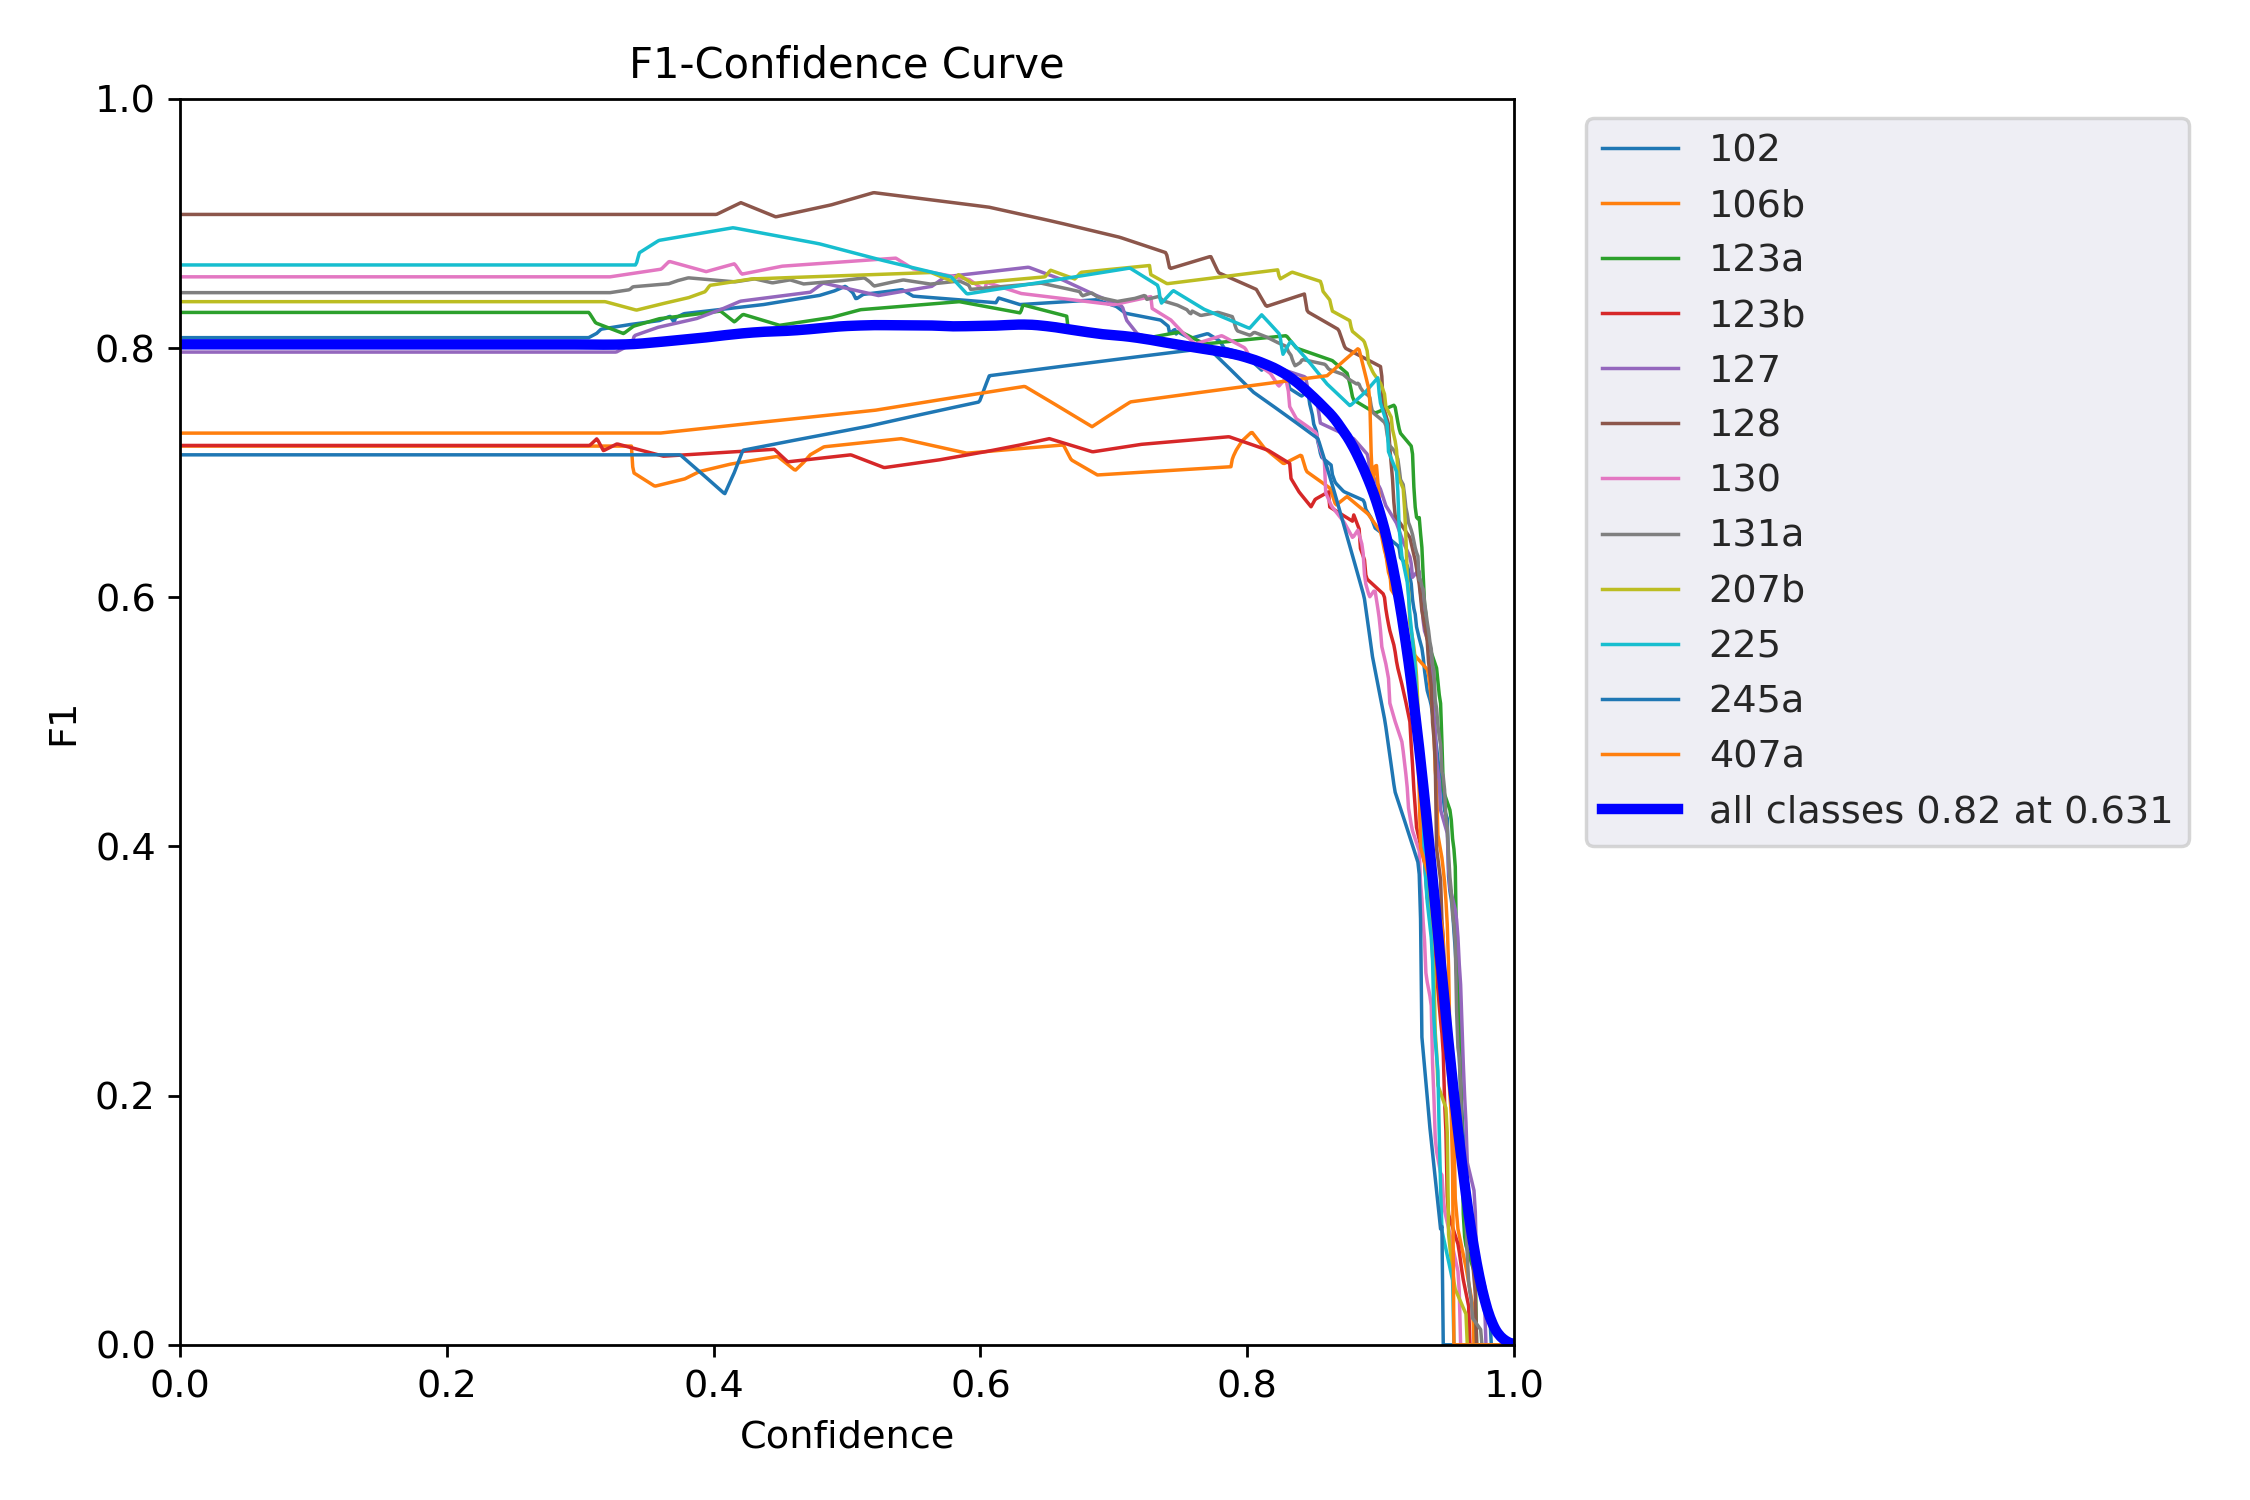 F1-Confidence Curve
1.0
0.8
0.6
0.4
0.2
0.0
F1
0.0 0.2 0.4 0.6 0.8 1.0
Confidence
102
106b
123a
123b
127
128
130
131a
207b
225
245a
407a
all classes 0.82 at 0.631